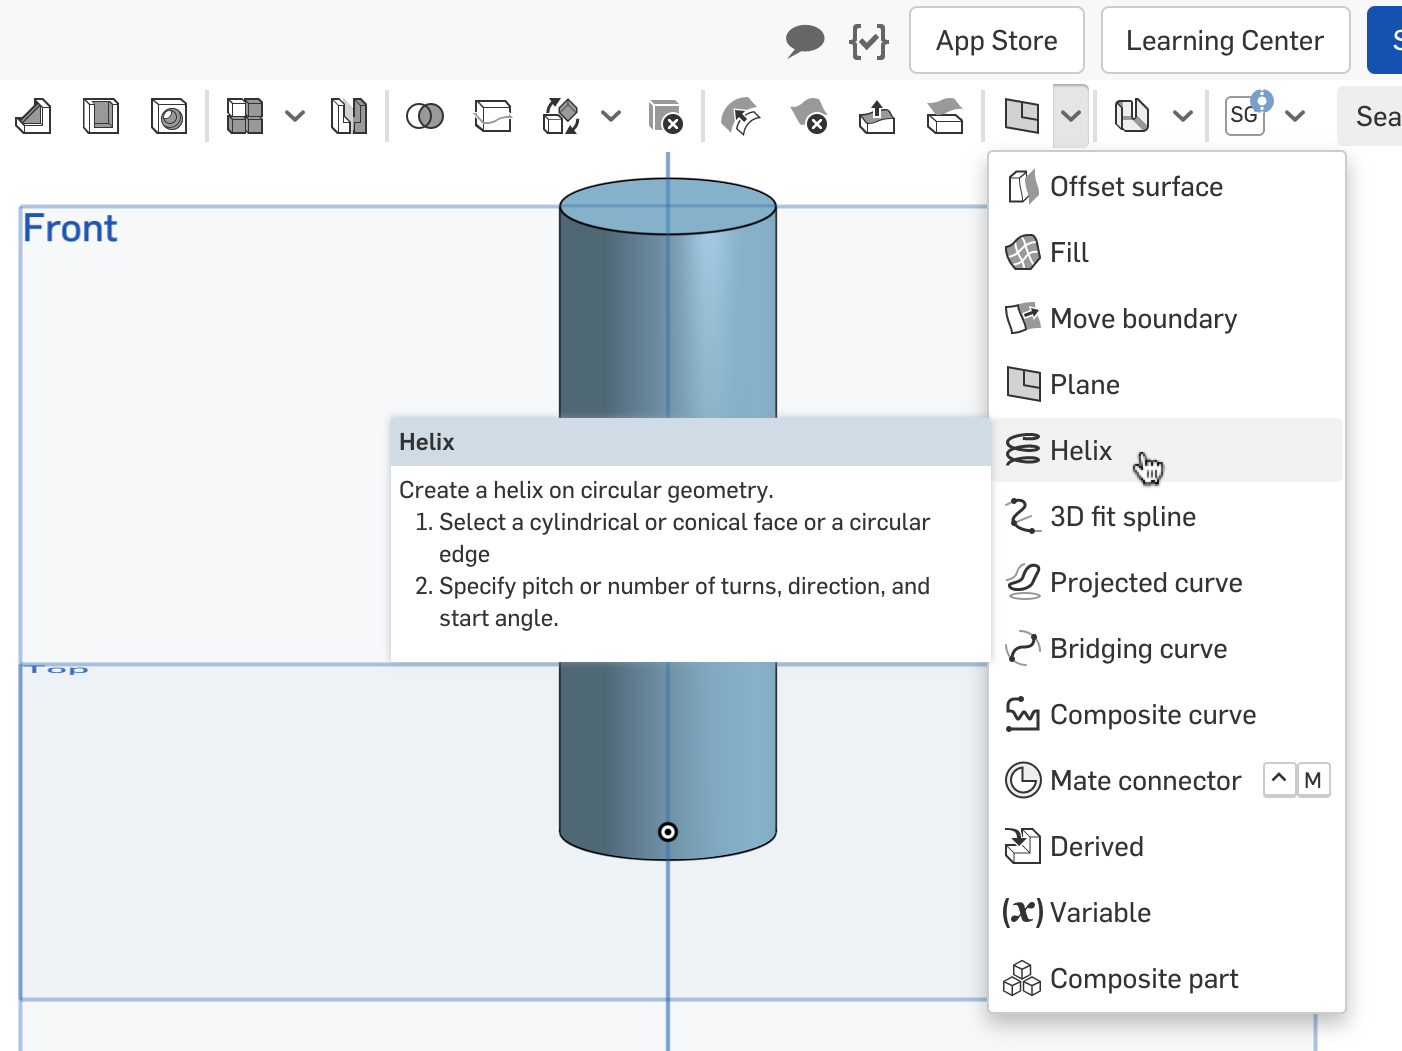 App Store
Learning Center
S
SG
Sea
Front
Offset surface
Fill
Move boundary
Plane
Helix
3D fit spline
Projected curve
Bridging curve
Composite curve
Mate connector ^ M
Derived
(x) Variable
Composite part
Helix
Create a helix on circular geometry.
1. Select a cylindrical or conical face or a circular
edge
2. Specify pitch or number of turns, direction, and
start angle.
Top